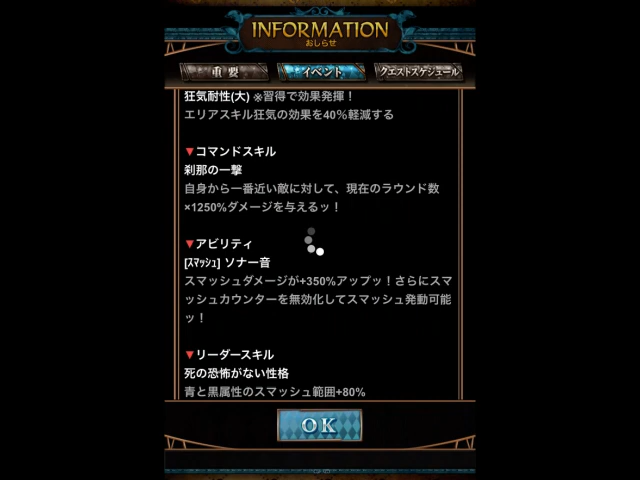 INFORMATION
おしらせ
重要
イベント
クエストスケジュール
狂気耐性(大) ※習得で効果発揮！
エリアスキル狂気の効果を40%軽減する
▼コマンドスキル
刹那の一撃
自身から一番近い敵に対して、現在のラウンド数
×1250%ダメージを与えるッ！
▼アビリティ
[ｽﾏｯｼｭ] ソナー音
スマッシュダメージが+350%アップッ！さらにスマ
ッシュカウンターを無効化してスマッシュ発動可能
ッ！
▼リーダースキル
死の恐怖がない性格
青と黒属性のスマッシュ範囲+80%
OK